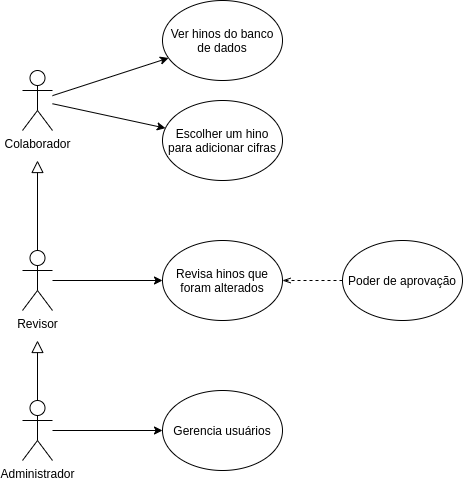 Ver hinos do banco
de dados
Colaborador
Escolher um hino
para adicionar cifras
Revisor
Revisa hinos que
foram alterados
Poder de aprovação
Administrador
Gerencia usuários